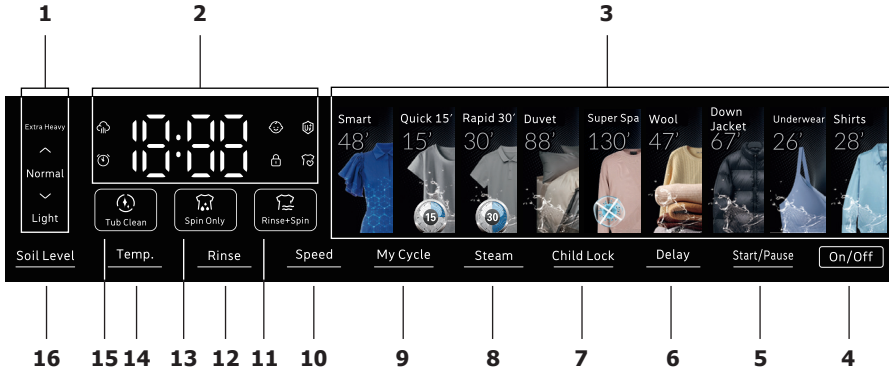 1 2 3
Extra Heavy
Normal
Light
18:88
Tub Clean
Spin Only
Rinse+Spin
Smart
48’
Quick 15’
15’
15
Rapid 30’
30’
30
Duvet
88’
Super Spa
130’
Wool
47’
Down
Jacket
67’
Underwear
26’
Shirts
28’
Soil Level Temp. Rinse Speed My Cycle Steam Child Lock Delay Start/Pause On/Off
16 15 14 13 12 11 10 9 8 7 6 5 4